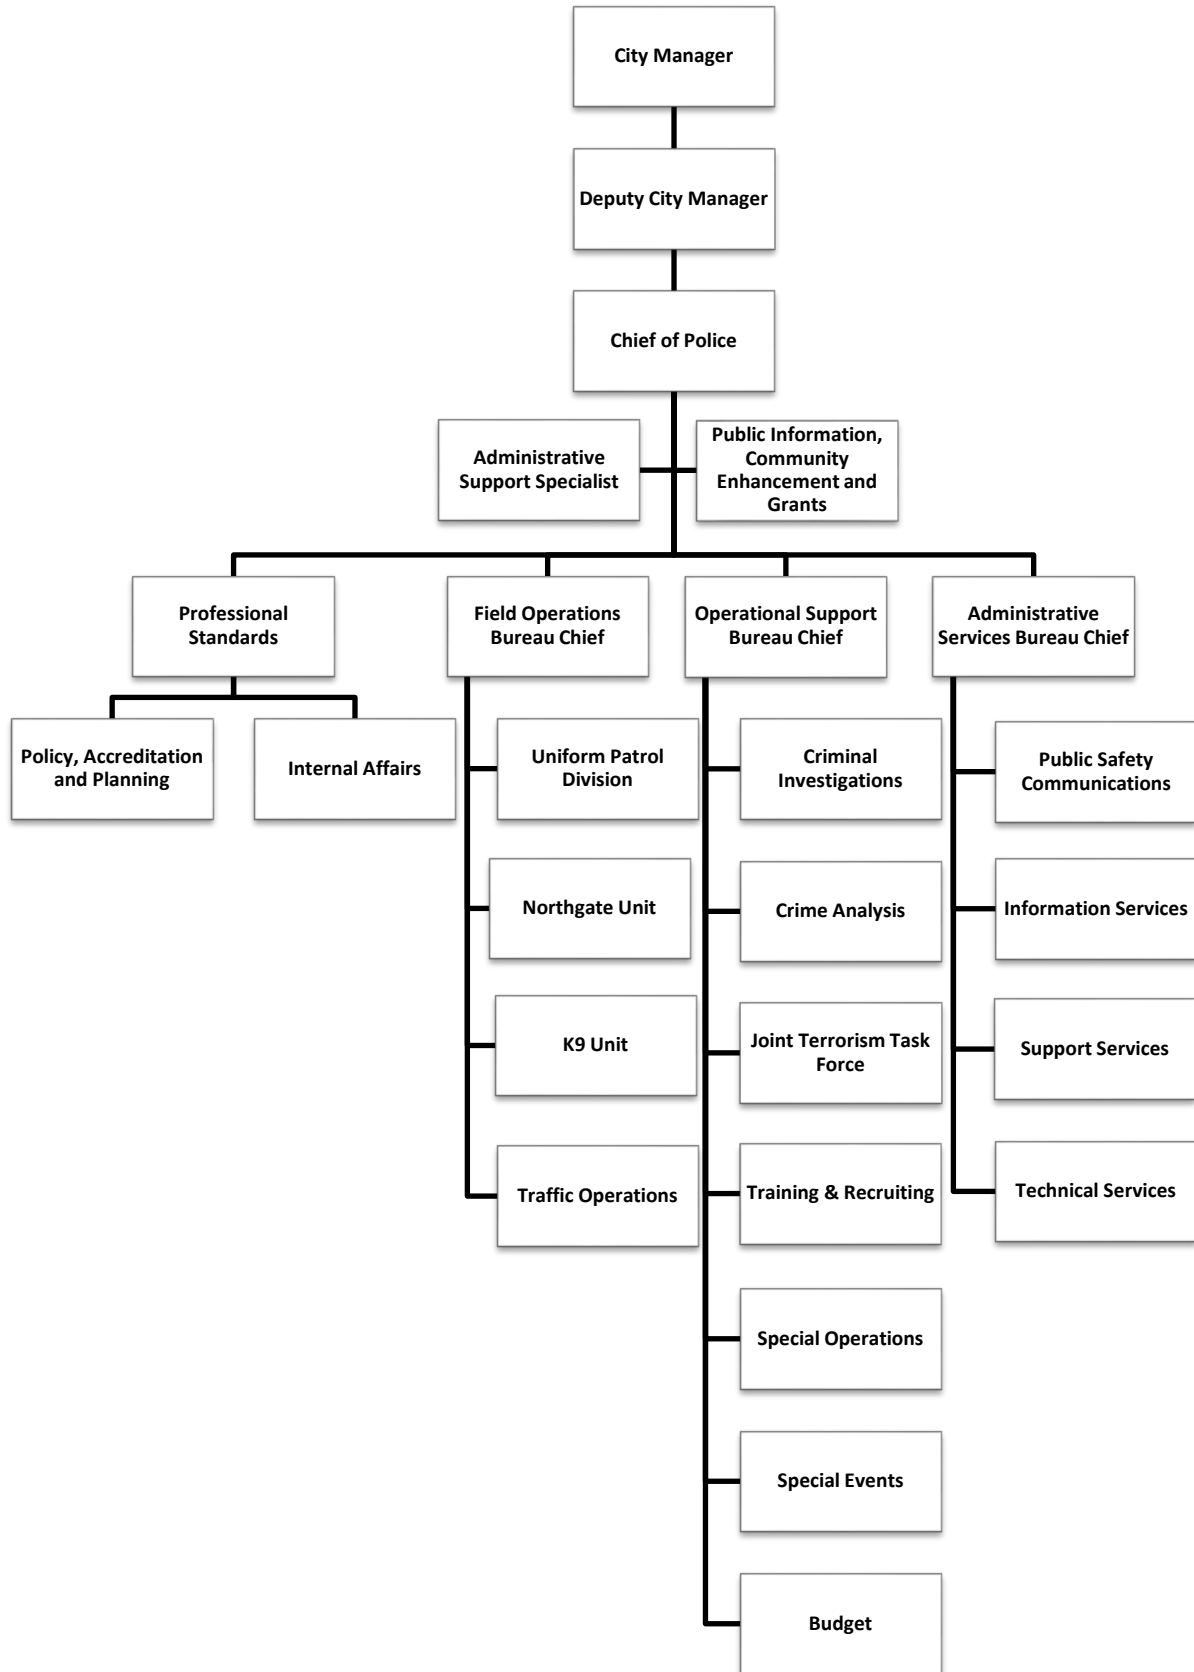 City Manager
Deputy City Manager
Chief of Police
Administrative
Support Specialist
Public Information,
Community
Enhancement and
Grants
Professional
Standards
Field Operations
Bureau Chief
Operational Support
Bureau Chief
Administrative
Services Bureau Chief
Policy, Accreditation
and Planning
Internal Affairs
Uniform Patrol
Division
Northgate Unit
K9 Unit
Traffic Operations
Criminal
Investigations
Crime Analysis
Joint Terrorism Task
Force
Training & Recruiting
Special Operations
Special Events
Budget
Public Safety
Communications
Information Services
Support Services
Technical Services